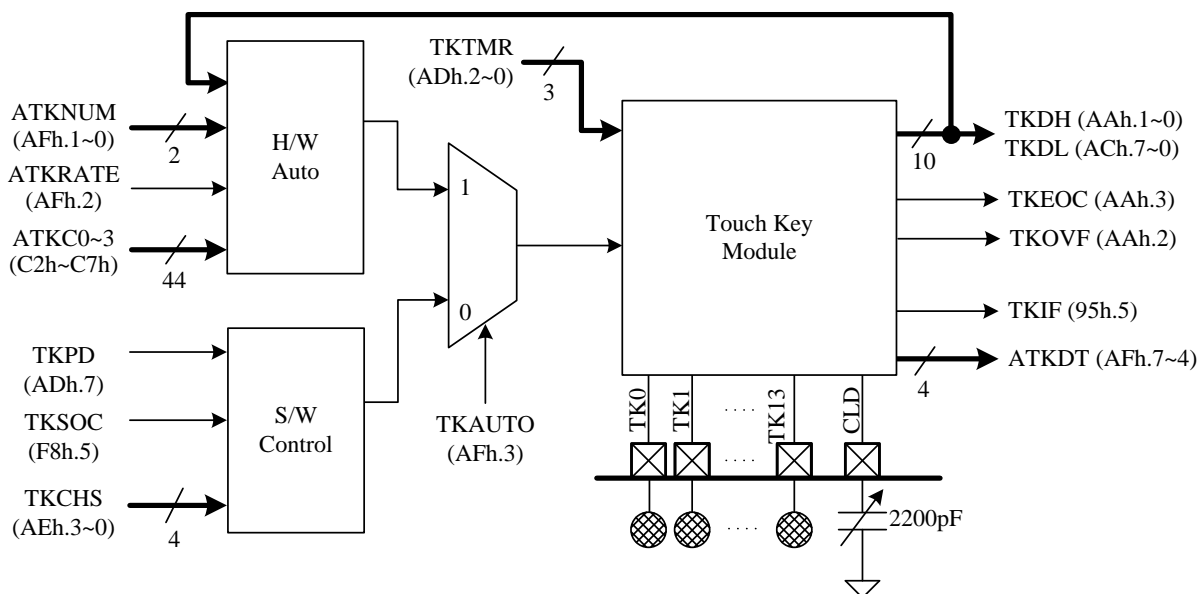 TKTMR
(ADh.2~0)
3
ATKNUM
(AFh.1~0)
2
ATKRATE
(AFh.2)
ATKC0~3
(C2h~C7h)
44
H/W
Auto
TKPD
(ADh.7)
TKSOC
(F8h.5)
TKCHS
(AEh.3~0)
4
S/W
Control
1
0
TKAUTO
(AFh.3)
Touch Key
Module
10
TKDH (AAh.1~0)
TKDL (ACh.7~0)
TKEOC (AAh.3)
TKOVF (AAh.2)
TKIF (95h.5)
ATKDT (AFh.7~4)
4
TK0
TK1
. . . .
TK13
CLD
. . . .
. . . .
2200pF